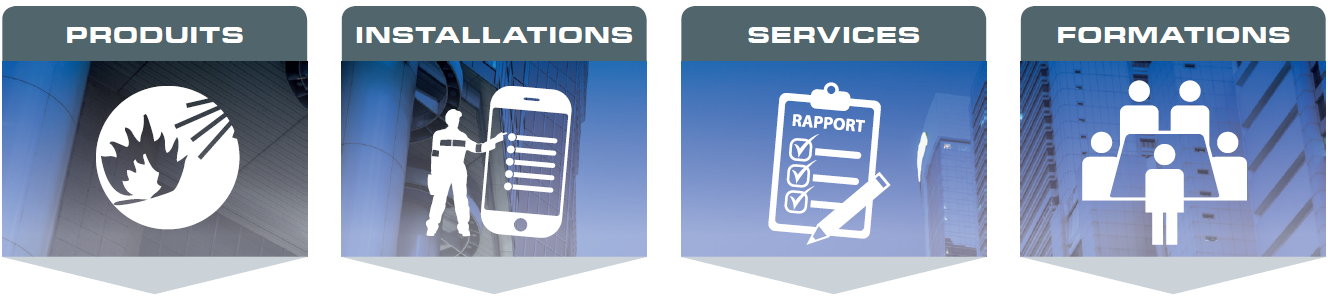 PRODUITS
INSTALLATIONS
SERVICES
FORMATIONS
RAPPORT